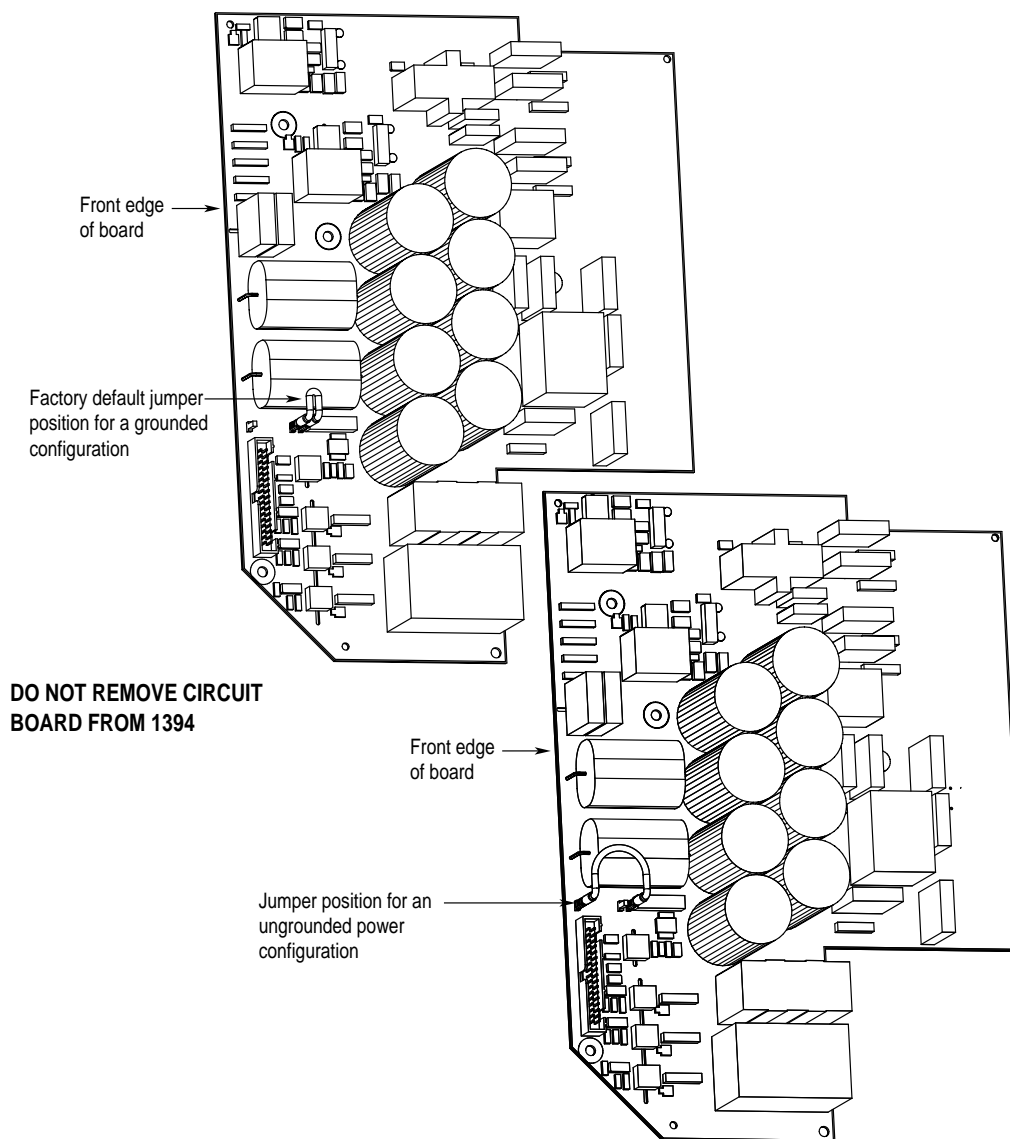 Front edge
of board
Factory default jumper
position for a grounded
configuration
DO NOT REMOVE CIRCUIT
BOARD FROM 1394
Front edge
of board
Jumper position for an
ungrounded power
configuration